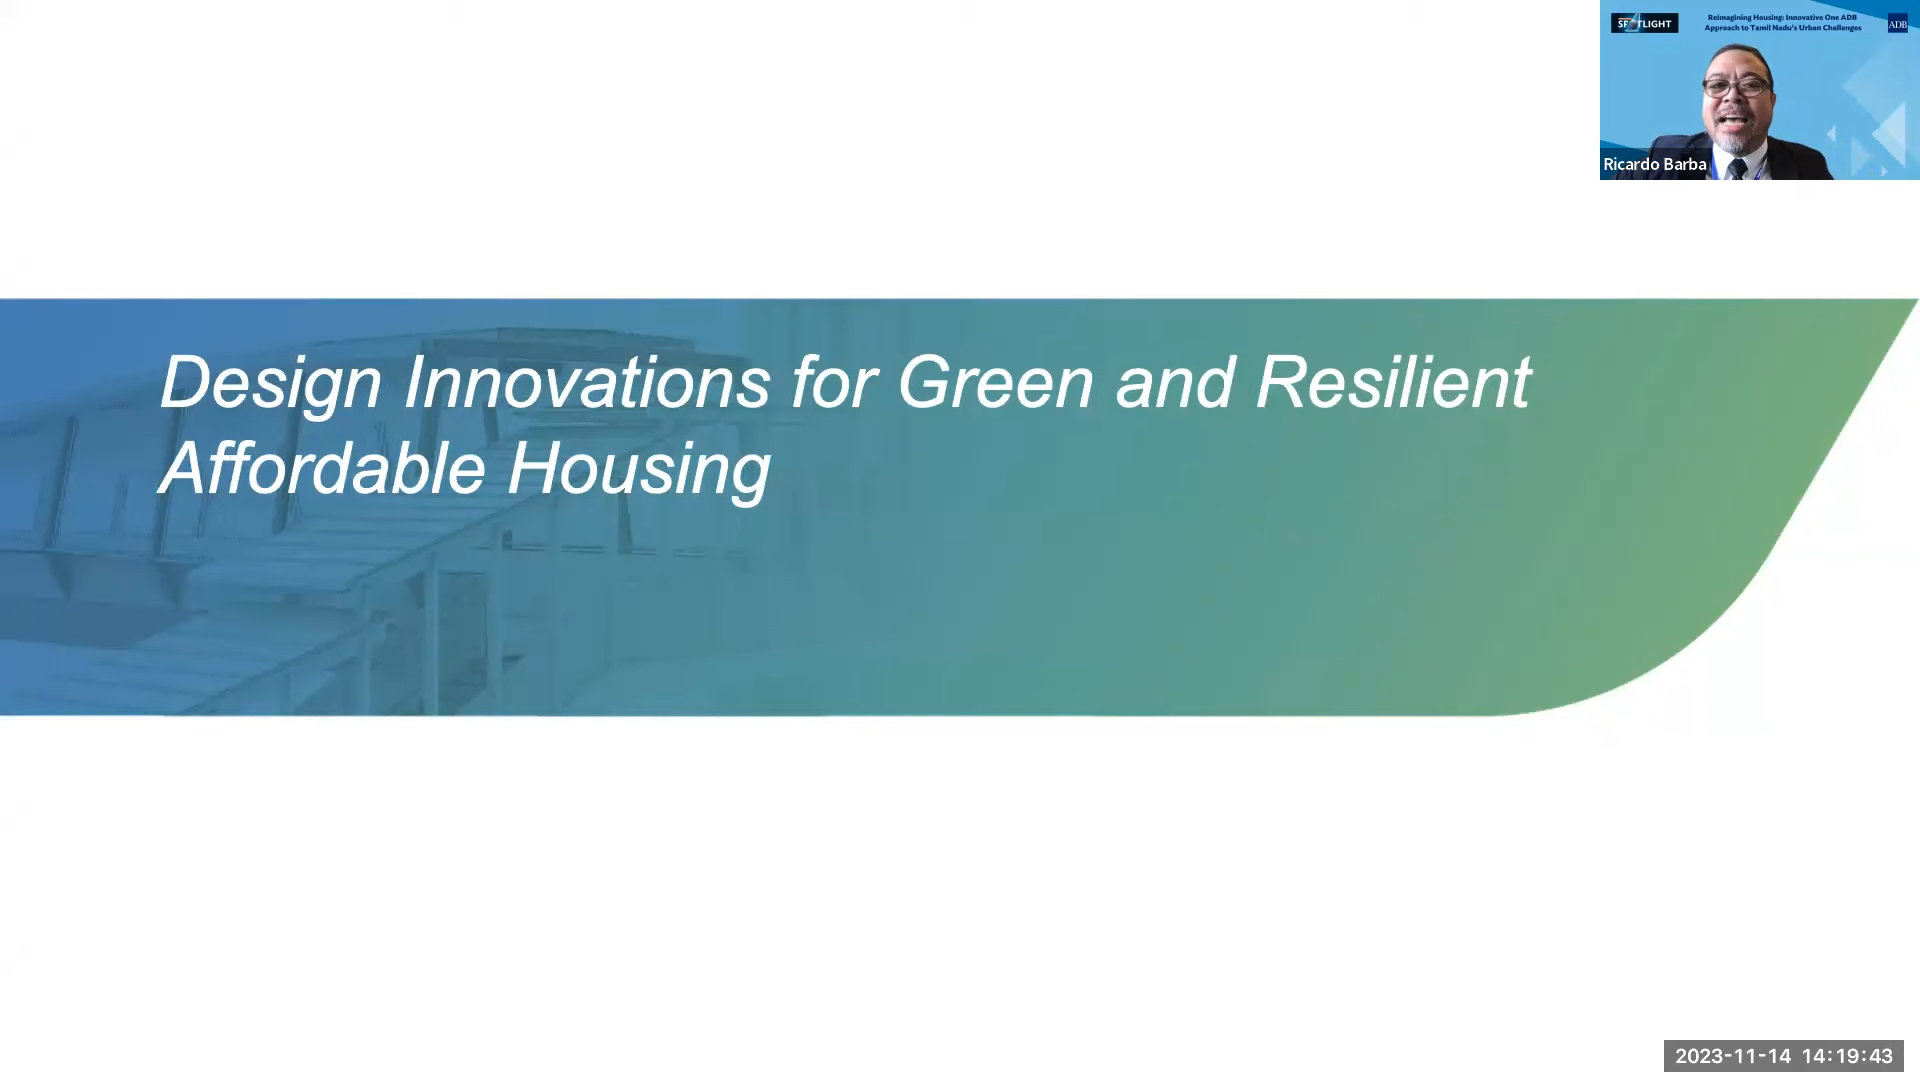 SPOTLIGHT
Reimagining Housing: Innovative One ADB
Approach to Tamil Nadu's Urban Challenges
ADB
Ricardo Barba
Design Innovations for Green and Resilient
Affordable Housing
2023-11-14 14:19:43